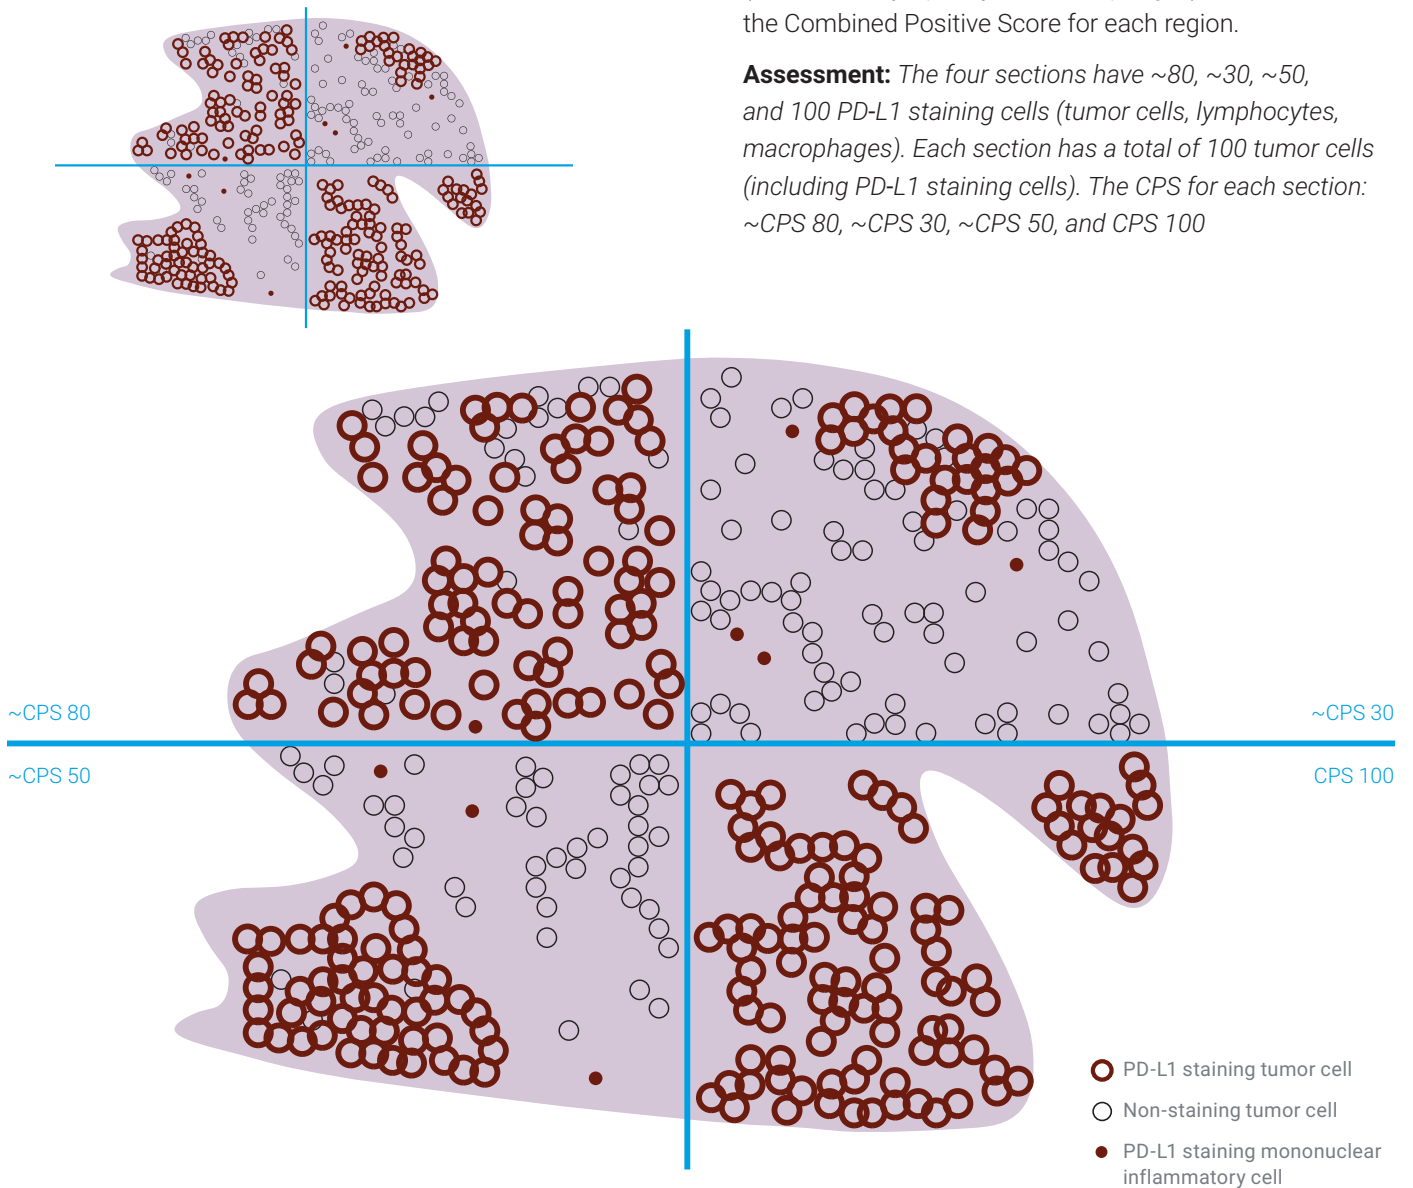 the Combined Positive Score for each region.
Assessment: The four sections have ~80, ~30, ~50,
and 100 PD-L1 staining cells (tumor cells, lymphocytes,
macrophages). Each section has a total of 100 tumor cells
(including PD-L1 staining cells). The CPS for each section:
~CPS 80, ~CPS 30, ~CPS 50, and CPS 100
~CPS 80
~CPS 30
~CPS 50
CPS 100
PD-L1 staining tumor cell
Non-staining tumor cell
PD-L1 staining mononuclear
inflammatory cell